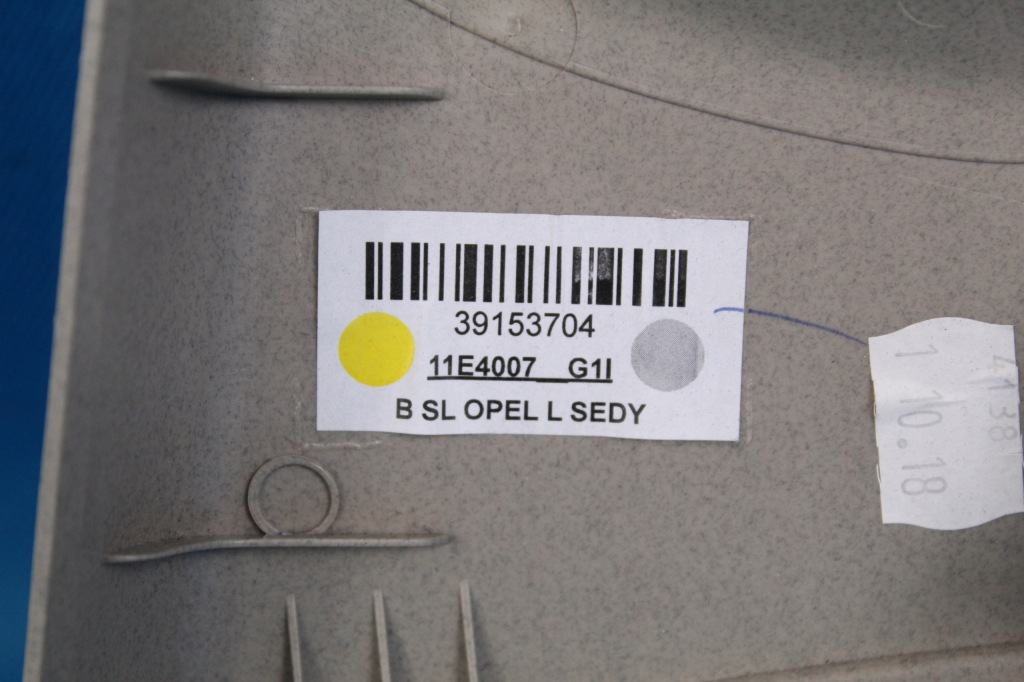 39153704
11E4007__G1I
B SL OPEL L SEDY
1 10.18
4138